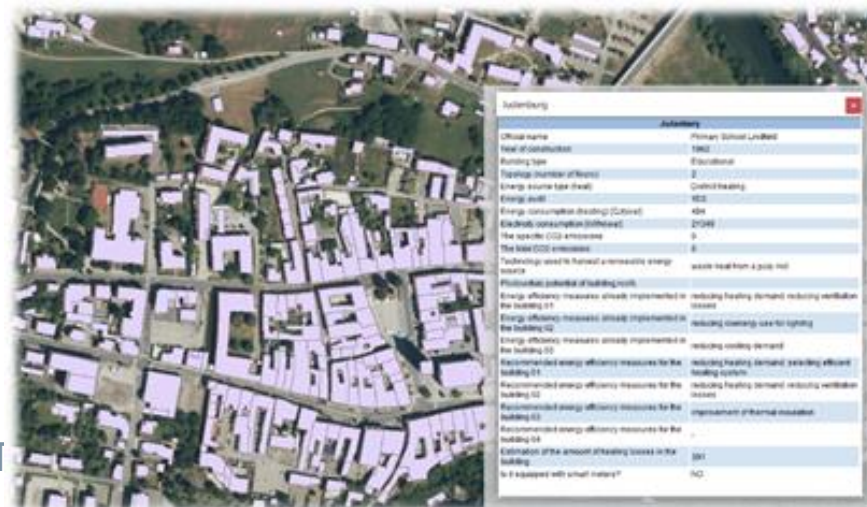 Judenburg
Judenburg
Official name Primary School Lindfeld
Year of construction 1962
Building type Educational
Typology (number of floors) 2
Energy source type (heat) District heating
Energy audit YES
Energy consumption (heating)
Electricity consumption
The specific CO2 emissions 0
The total CO2 emissions 0
Technology used to harvest a renewable energy
source waste heat from a pulp mill
Photovoltaic potential of building roofs
Energy efficiency measures already implemented in reducing heating demand: reducing ventilation
the building 01 losses
Energy efficiency measures already implemented in
the building 02 reducing energy use for lighting
Energy efficiency measures already implemented in
the building 03 reducing cooling demand
Recommended energy efficiency measures for the reducing heating demand: selecting efficient
building 01 heating system
Recommended energy efficiency measures for the reducing heating demand: reducing ventilation
building 02 losses
Recommended energy efficiency measures for the
building 03 improvement of thermal insulation
Recommended energy efficiency measures for the
building 04 -
Estimation of the amount of heating losses in the
building
Is it equipped with smart meters? NO